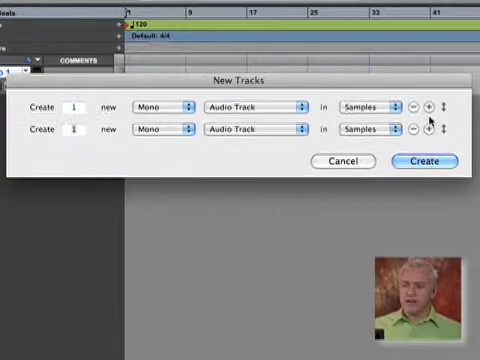 Beats
1 9 17 25 33 41
120
Default: 4/4
COMMENTS
New Tracks
Create 1 new Mono Audio Track in Samples
Create 1 new Mono Audio Track in Samples
Cancel Create